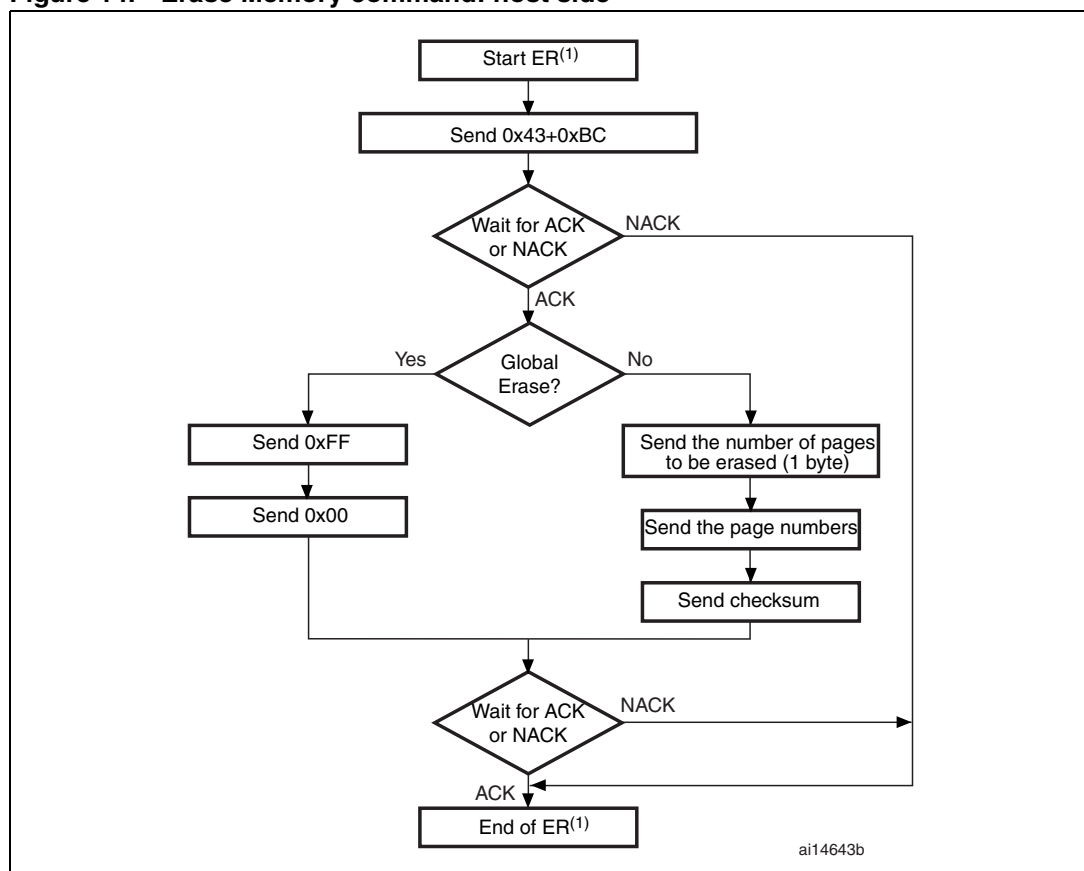 Start ER(1)
Send 0x43+0xBC
Wait for ACK
or NACK
NACK
ACK
Yes
Global
Erase?
No
Send 0xFF
Send the number of pages
to be erased (1 byte)
Send 0x00
Send the page numbers
Send checksum
Wait for ACK
or NACK
NACK
ACK
End of ER(1)
ai14643b